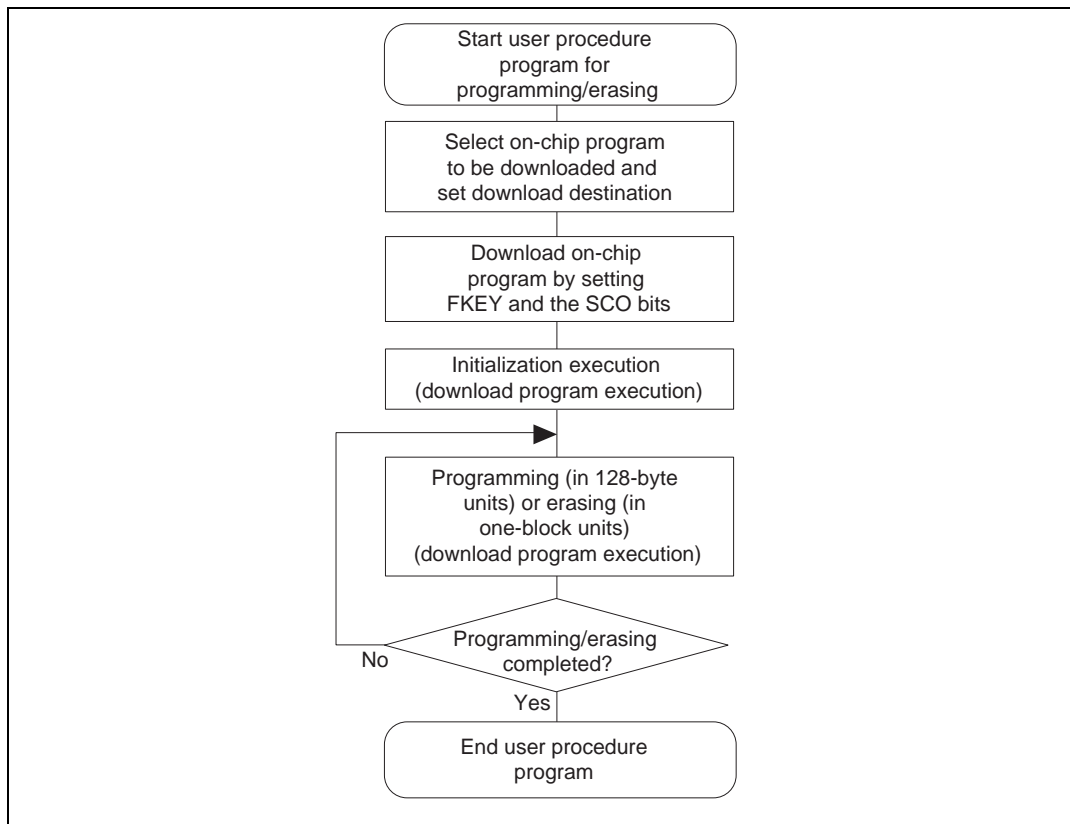 Start user procedure
program for
programming/erasing
Select on-chip program
to be downloaded and
set download destination
Download on-chip
program by setting
FKEY and the SCO bits
Initialization execution
(download program execution)
Programming (in 128-byte
units) or erasing (in
one-block units)
(download program execution)
Programming/erasing
completed?
No
Yes
End user procedure
program